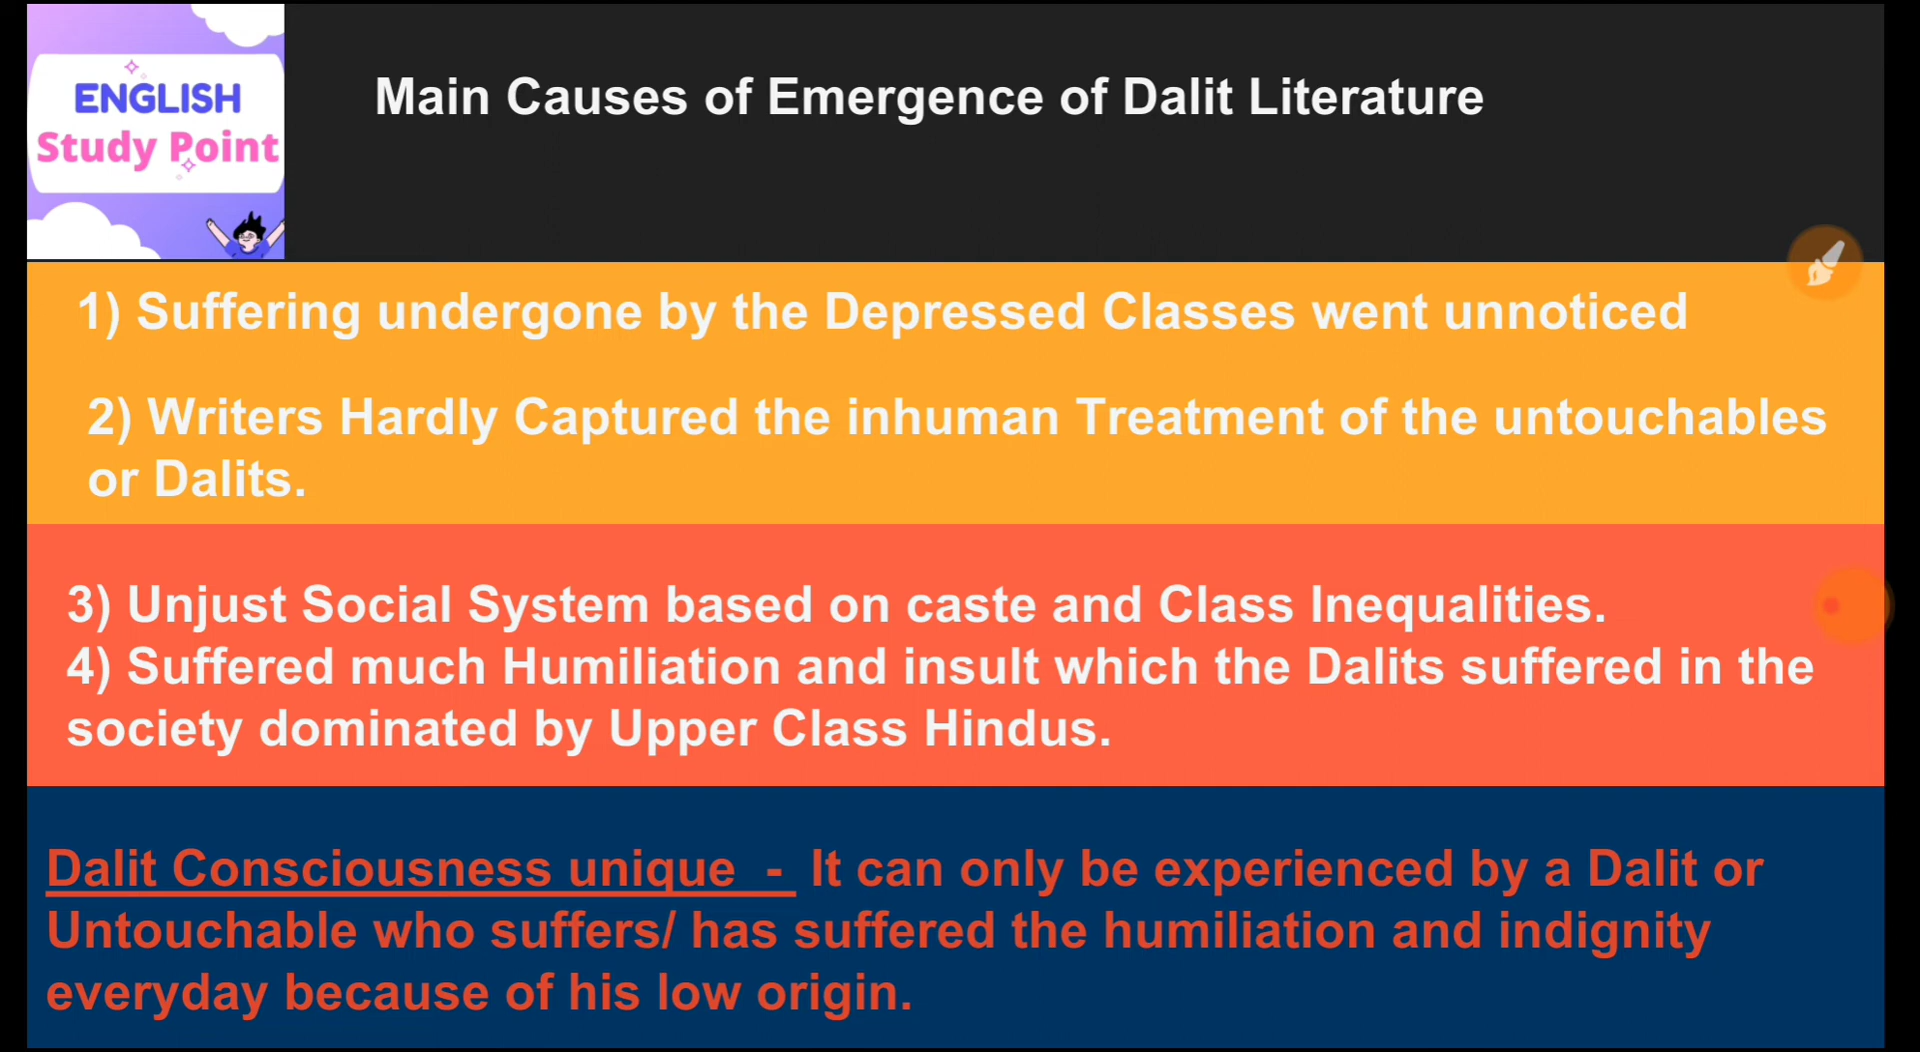 ENGLISH
Study Point
Main Causes of Emergence of Dalit Literature
1) Suffering undergone by the Depressed Classes went unnoticed
2) Writers Hardly Captured the inhuman Treatment of the untouchables
or Dalits.
3) Unjust Social System based on caste and Class Inequalities.
4) Suffered much Humiliation and insult which the Dalits suffered in the
society dominated by Upper Class Hindus.
Dalit Consciousness unique - It can only be experienced by a Dalit or
Untouchable who suffers/ has suffered the humiliation and indignity
everyday because of his low origin.